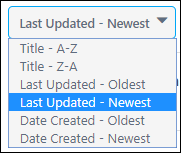 Last Updated - Newest
Title - A-Z
Title - Z-A
Last Updated - Oldest
Last Updated - Newest
Date Created - Oldest
Date Created - Newest